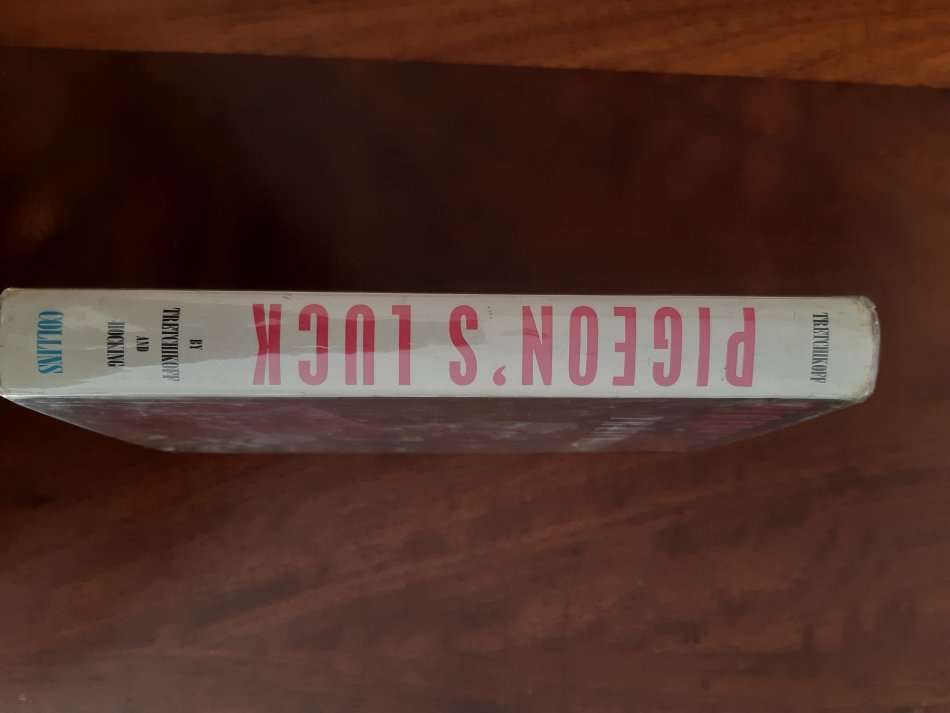 TRETCHIKOFF
PIGEON'S LUCK
BY
TRETCHIKOFF
AND
HOCKING
COLLINS